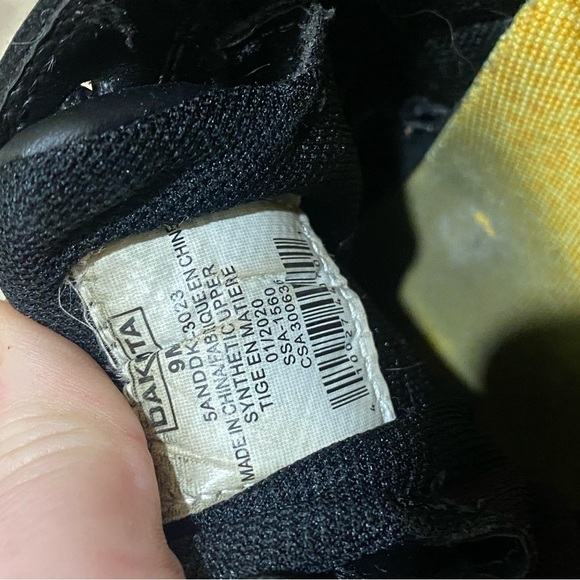 DAKOTA
9M
5ANDDK-3023
MADE IN CHINA/FABRIQUE EN CHINE
SYNTHETIC UPPER
TIGE EN MATIERE
01/2020
SSA-1560
CSA 30063